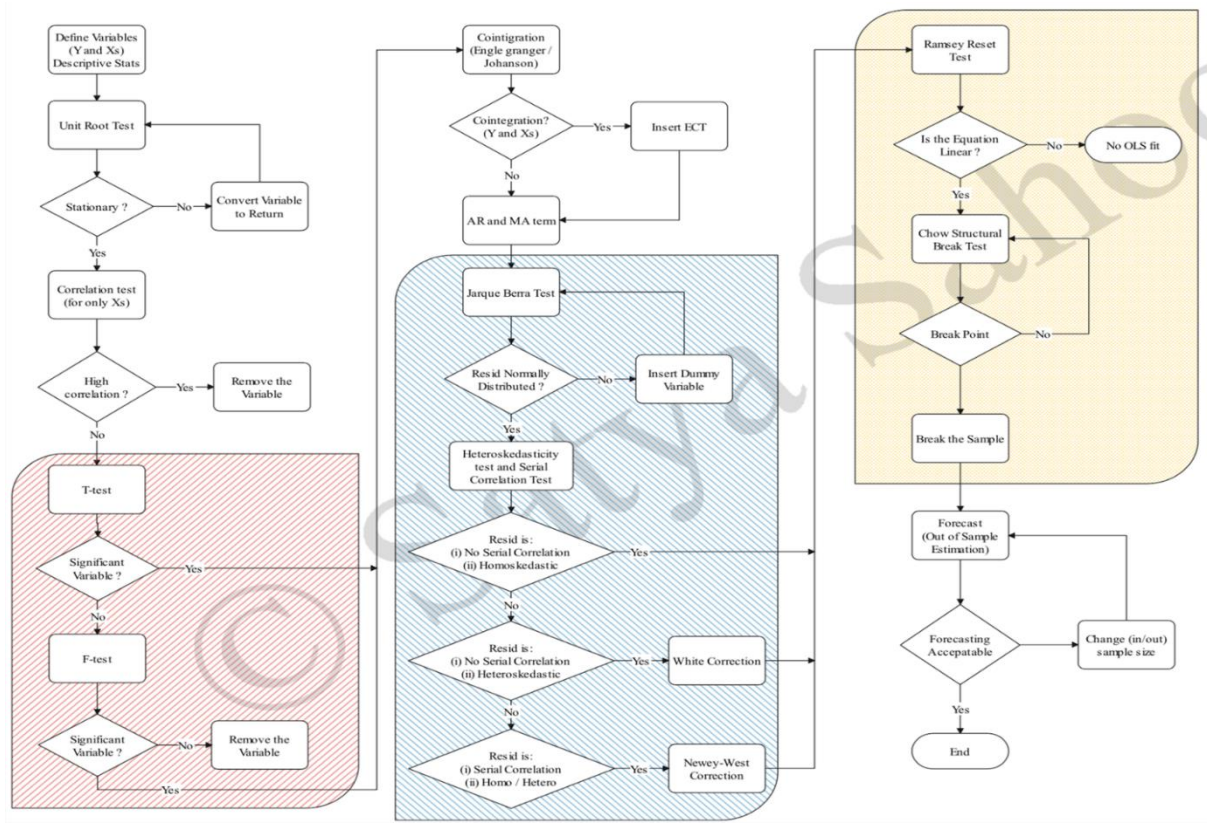 Define Variables
(Y and Xs)
Descriptive Stats
Unit Root Test
Stationary ?
No
Convert Variable
to Return
Yes
Correlation test
(for only Xs)
High
correlation ?
Yes
Remove the
Variable
No
T-test
Significant
Variable ?
Yes
No
F-test
Significant
Variable ?
No
Remove the
Variable
Yes
Cointigration
(Engle granger /
Johanson)
Cointegration?
(Y and Xs)
Yes
Insert ECT
No
AR and MA term
Jarque Berra Test
Resid Normally
Distributed ?
No
Insert Dummy
Variable
Yes
Heteroskedasticity
test and Serial
Correlation Test
Resid is:
(i) No Serial Correlation
(ii) Homoskedastic
Yes
No
Resid is:
(i) No Serial Correlation
(ii) Heteroskedastic
Yes
White Correction
No
Resid is:
(i) Serial Correlation
(ii) Homo / Hetero
Yes
Newey-West
Correction
Ramsey Reset
Test
Is the Equation
Linear ?
No
No OLS fit
Yes
Chow Structural
Break Test
Break Point
No
Break the Sample
Forecast
(Out of Sample
Estimation)
Forecasting
Accepatable
Change (in/out)
sample size
Yes
End
© Satya Sahoo